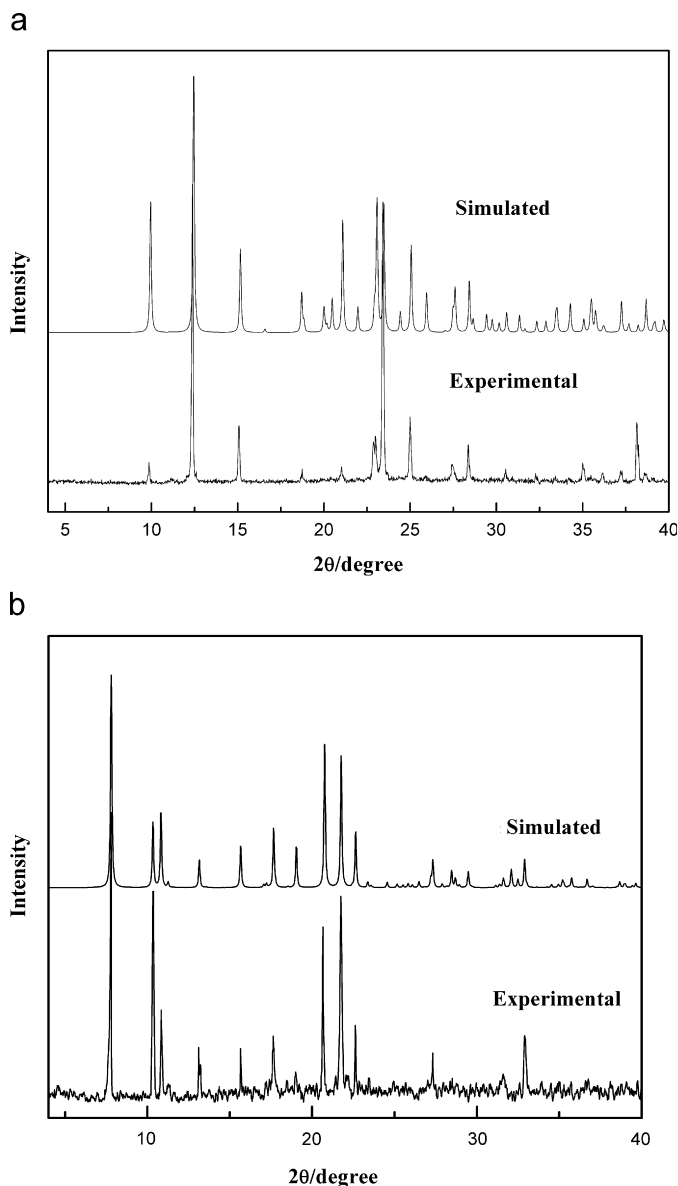 a
Simulated
Intensity
Experimental
5 10 15 20 25 30 35 40
2θ/degree
b
Simulated
Intensity
Experimental
10 20 30 40
2θ/degree